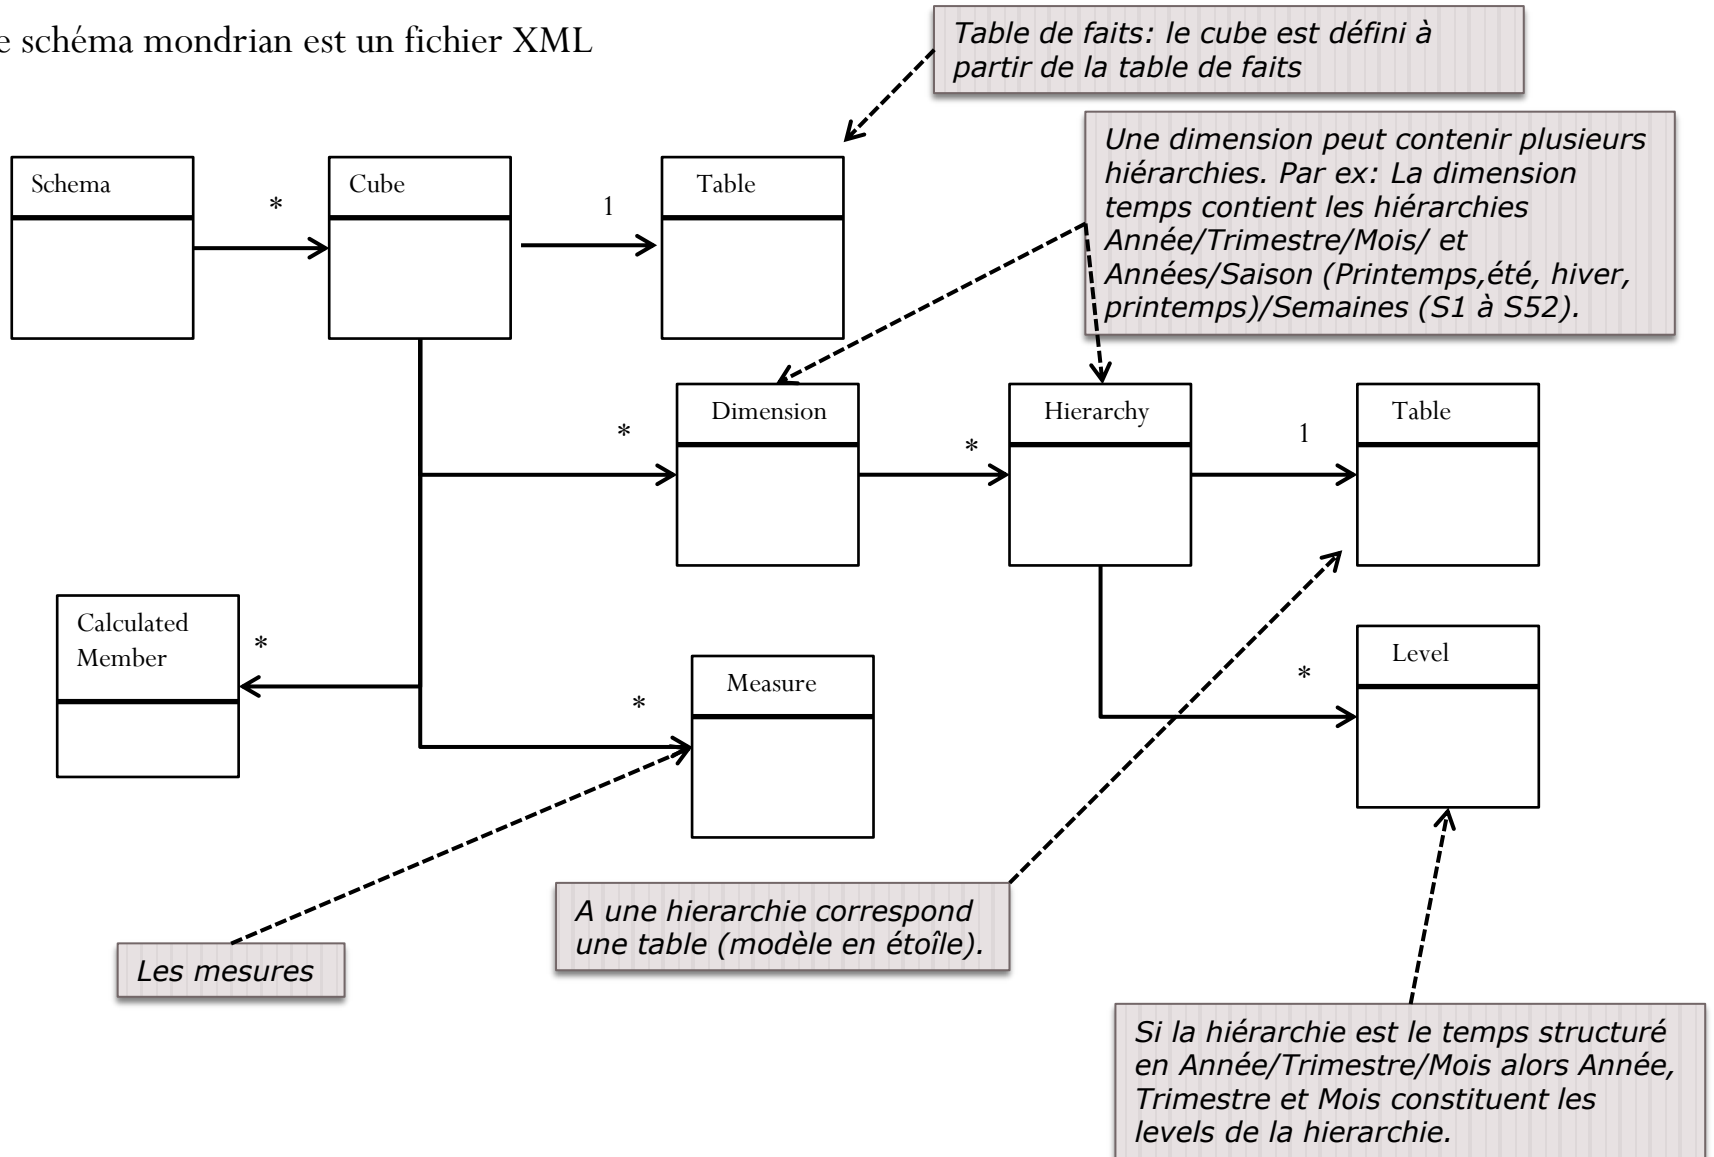 e schéma mondrian est un fichier XML
Table de faits: le cube est défini à
partir de la table de faits
Une dimension peut contenir plusieurs
hiérarchies. Par ex: La dimension
temps contient les hiérarchies
Année/Trimestre/Mois/ et
Années/Saison (Printemps,été, hiver,
printemps)/Semaines (S1 à S52).
Schema
*
Cube
1
Table
*
Dimension
*
Hierarchy
1
Table
Calculated
Member
*
*
Measure
*
Level
A une hierarchie correspond
une table (modèle en étoîle).
Les mesures
Si la hiérarchie est le temps structuré
en Année/Trimestre/Mois alors Année,
Trimestre et Mois constituent les
levels de la hierarchie.